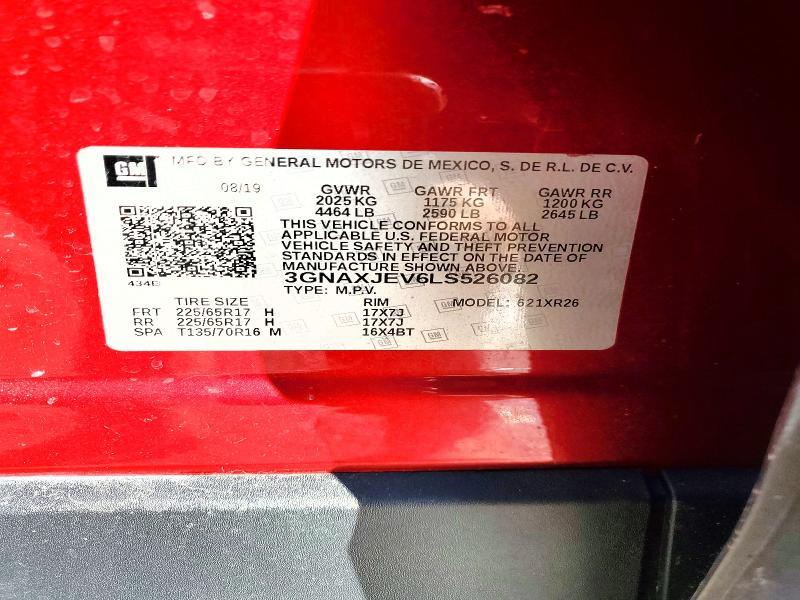 GM MFD BY GENERAL MOTORS DE MEXICO, S. DE R.L. DE C.V.
08/19 GVWR GAWR FRT GAWR RR
2025 KG 1175 KG 1200 KG
4464 LB 2590 LB 2645 LB
THIS VEHICLE CONFORMS TO ALL
APPLICABLE U.S. FEDERAL MOTOR
VEHICLE SAFETY AND THEFT PREVENTION
STANDARDS IN EFFECT ON THE DATE OF
MANUFACTURE SHOWN ABOVE.
434B 3GNAXJEV6LS526082
TYPE: M.P.V.
TIRE SIZE RIM MODEL: 621XR26
FRT 225/65R17 H 17X7J
RR 225/65R17 H 17X7J
SPA T135/70R16 M 16X4BT